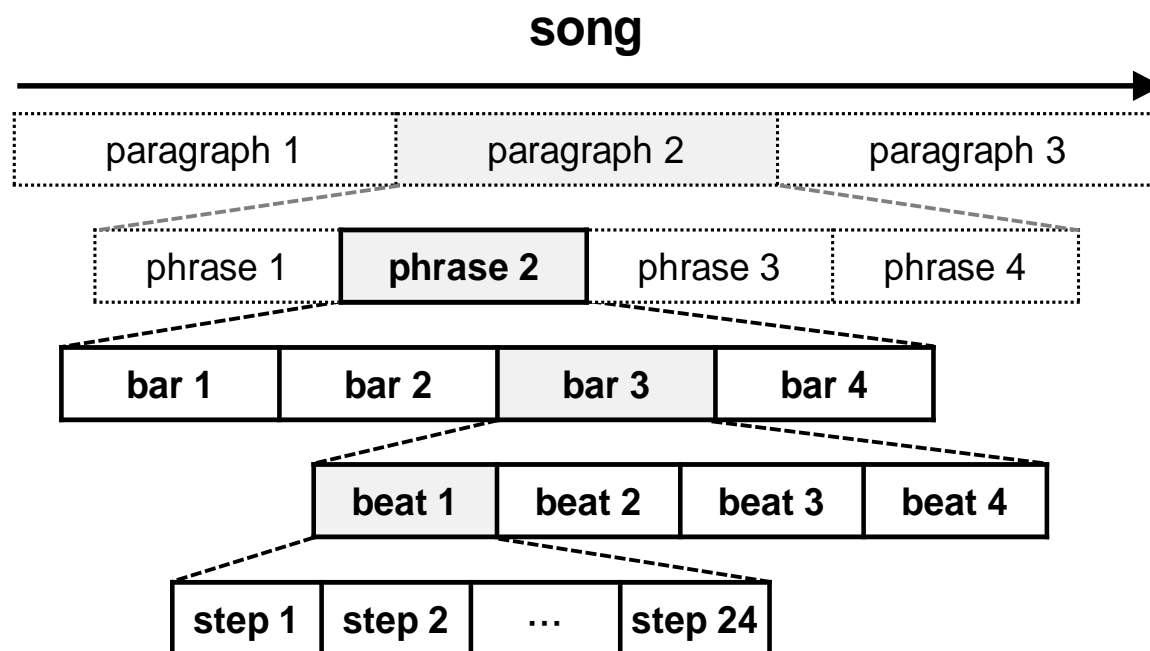 song
paragraph 1 paragraph 2 paragraph 3
phrase 1 phrase 2 phrase 3 phrase 4
bar 1 bar 2 bar 3 bar 4
beat 1 beat 2 beat 3 beat 4
step 1 step 2 ... step 24